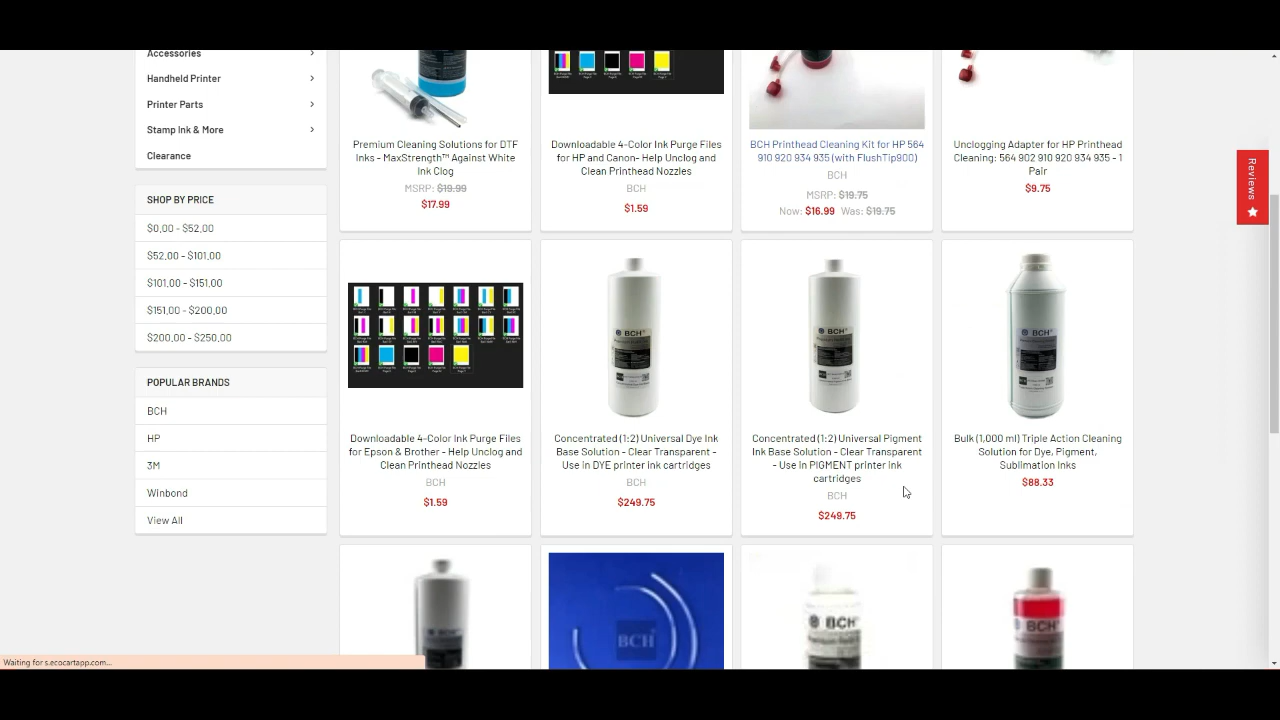 Accessories
Handheld Printer
Printer Parts
Stamp Ink & More
Clearance
SHOP BY PRICE
$0.00 - $52.00
$52.00 - $101.00
$101.00 - $151.00
$151.00 - $200.00
$200.00 - $250.00
POPULAR BRANDS
BCH
HP
3M
Winbond
View All
Premium Cleaning Solutions for DTF
Inks - MaxStrength™ Against White
Ink Clog
MSRP: $19.99
$17.99
Downloadable 4-Color Ink Purge Files
for HP and Canon- Help Unclog and
Clean Printhead Nozzles
BCH
$1.59
BCH Printhead Cleaning Kit for HP 564
910 920 934 935 (with FlushTip900)
BCH
MSRP: $19.75
Now: $16.99 Was: $19.75
Unclogging Adapter for HP Printhead
Cleaning: 564 902 910 920 934 935 - 1
Pair
$9.75
Reviews
BCH
BCH
BCH
Downloadable 4-Color Ink Purge Files
for Epson & Brother - Help Unclog and
Clean Printhead Nozzles
BCH
$1.59
Concentrated (1:2) Universal Dye Ink
Base Solution - Clear Transparent -
Use in DYE printer ink cartridges
BCH
$249.75
Concentrated (1:2) Universal Pigment
Ink Base Solution - Clear Transparent
- Use in PIGMENT printer ink
cartridges
BCH
$249.75
Bulk (1,000 ml) Triple Action Cleaning
Solution for Dye, Pigment,
Sublimation Inks
$88.33
BCH
BCH
BCH
Waiting for s.ecocartapp.com...